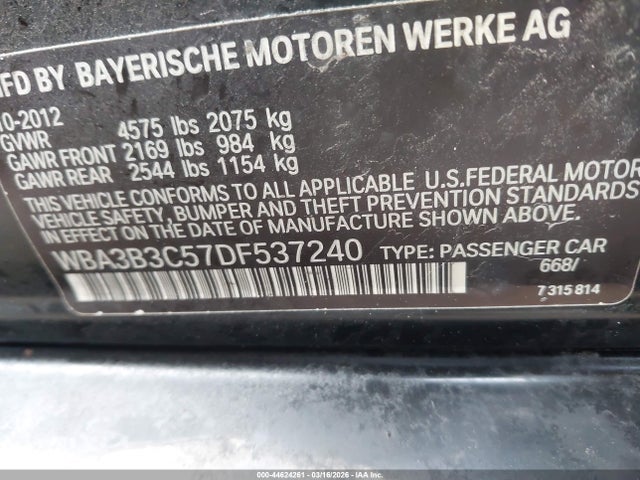 MFD BY BAYERISCHE MOTOREN WERKE AG
10-2012
GVWR 4575 lbs 2075 kg
GAWR FRONT 2169 lbs 984 kg
GAWR REAR 2544 lbs 1154 kg
THIS VEHICLE CONFORMS TO ALL APPLICABLE U.S.FEDERAL MOTOR
VEHICLE SAFETY, BUMPER AND THEFT PREVENTION STANDARDS
IN EFFECT ON THE DATE OF MANUFACTURE SHOWN ABOVE.
WBA3B3C57DF537240 TYPE: PASSENGER CAR
668/
7 315 814
000-44624261 - 03/16/2026 - IAA Inc.